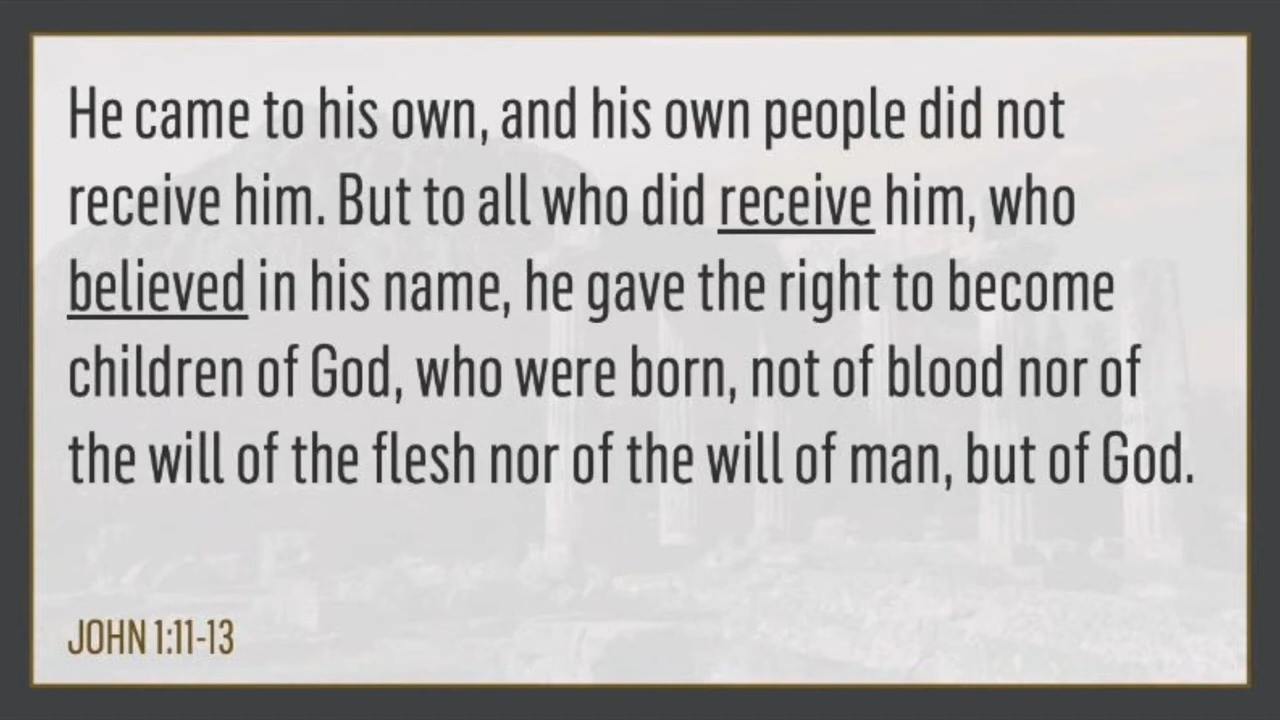 He came to his own, and his own people did not
receive him. But to all who did receive him, who
believed in his name, he gave the right to become
children of God, who were born, not of blood nor of
the will of the flesh nor of the will of man, but of God.
JOHN 1:11-13